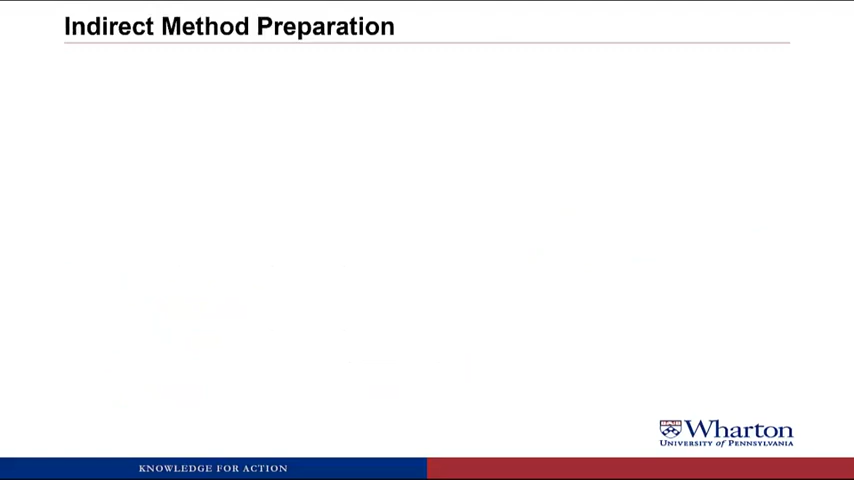 Indirect Method Preparation
Wharton
UNIVERSITY OF PENNSYLVANIA
KNOWLEDGE FOR ACTION